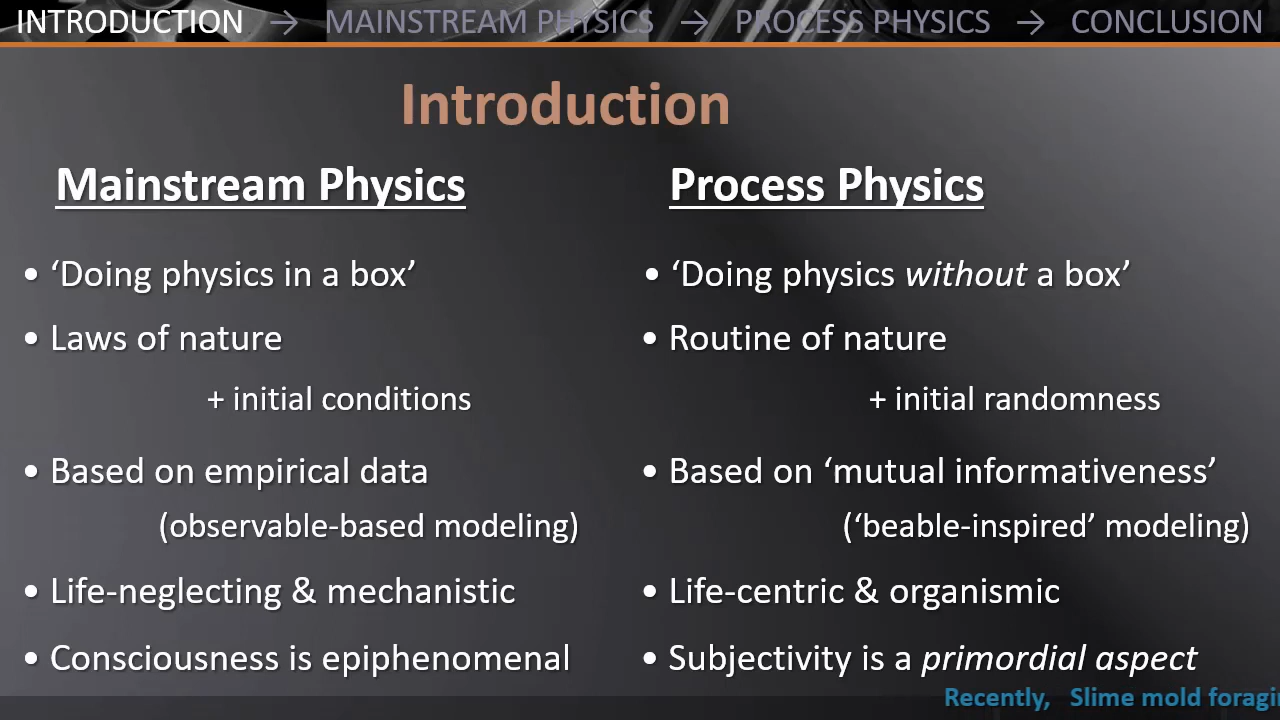 INTRODUCTION → MAINSTREAM PHYSICS → PROCESS PHYSICS → CONCLUSION
Introduction
Mainstream Physics
• ‘Doing physics in a box’
• Laws of nature
+ initial conditions
• Based on empirical data
(observable-based modeling)
• Life-neglecting & mechanistic
• Consciousness is epiphenomenal
Process Physics
• ‘Doing physics without a box’
• Routine of nature
+ initial randomness
• Based on ‘mutual informativeness’
(‘beable-inspired’ modeling)
• Life-centric & organismic
• Subjectivity is a primordial aspect
Recently, Slime mold